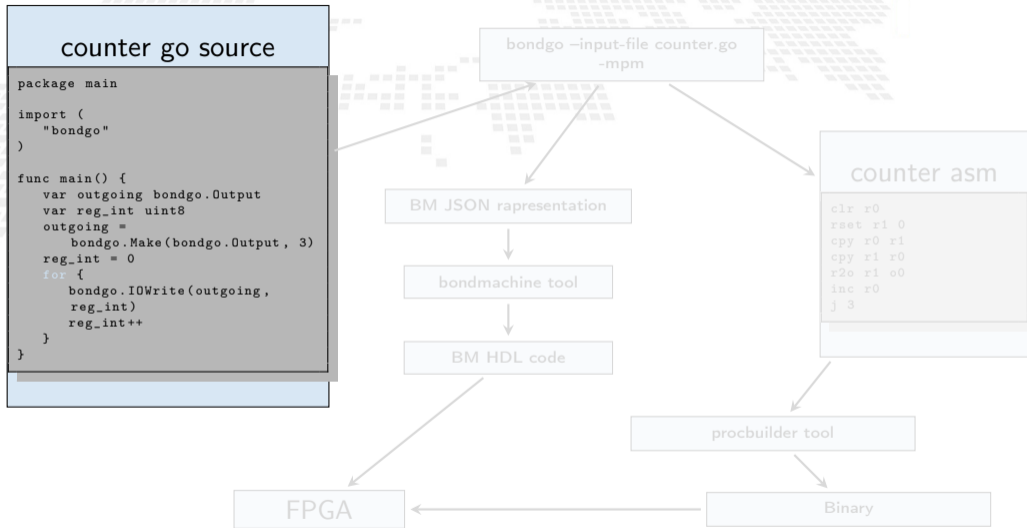 counter go source
package main
import (
"bondgo"
)
func main() {
var outgoing bondgo.Output
var reg_int uint8
outgoing =
bondgo.Make(bondgo.Output, 3)
reg_int = 0
for {
bondgo.IOWrite(outgoing,
reg_int)
reg_int++
}
}
bondgo –input-file counter.go
-mpm
BM JSON rapresentation
bondmachine tool
BM HDL code
FPGA
counter asm
clr r0
rset r1 0
cpy r0 r1
cpy r1 r0
r2o r1 o0
inc r0
j 3
procbuilder tool
Binary